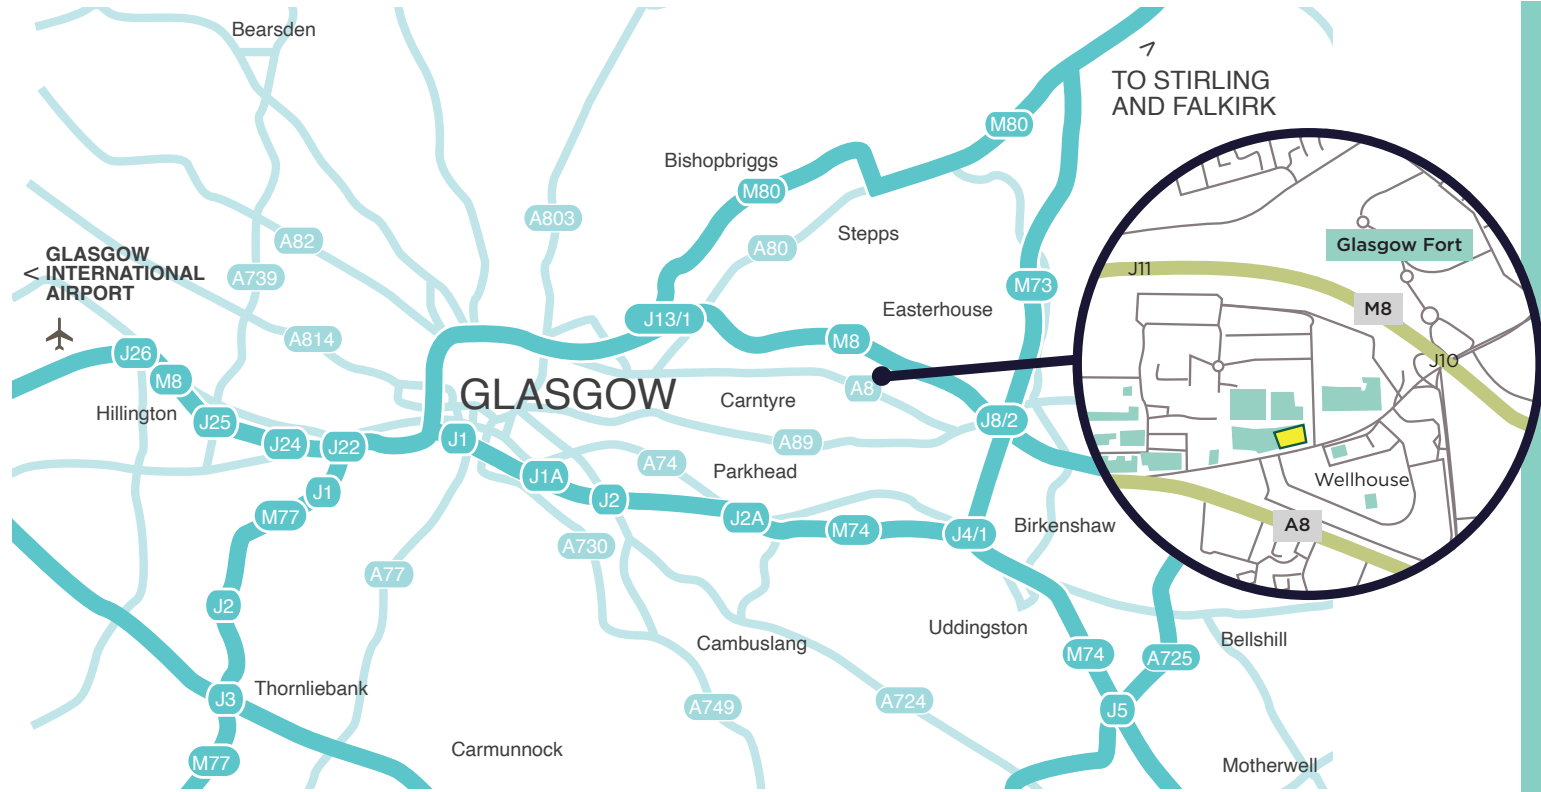 Bearsden
TO STIRLING
AND FALKIRK
M80
Bishopbriggs
M80
A803
Stepps
A82
A80
GLASGOW
< INTERNATIONAL
AIRPORT
A739
M73
Easterhouse
J13/1
A814
M8
J26
M8
A8
GLASGOW
Carntyre
Hillington
J25
J24
J22
J1
J8/2
A89
A74
Parkhead
J1A
J1
J2
M77
J2A
M74
J4/1
Birkenshaw
A730
A77
J2
Uddingston
Cambuslang
M74
A725
Bellshill
Thornliebank
J3
A749
A724
J5
Carmunnock
M77
Motherwell
Glasgow Fort
J11
M8
J10
Wellhouse
A8